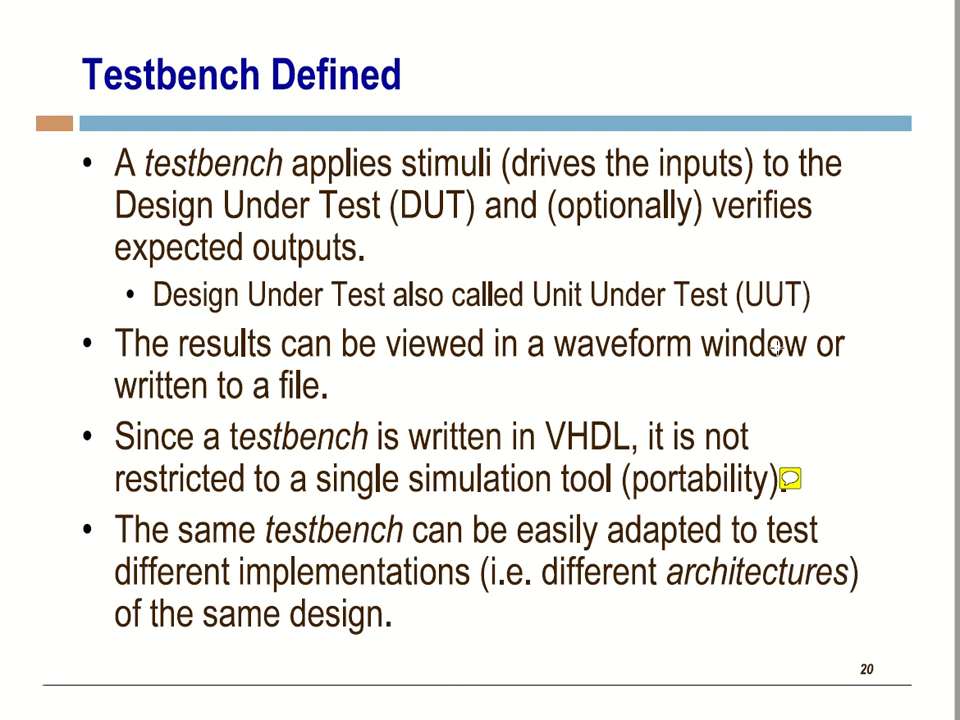 Testbench Defined
• A testbench applies stimuli (drives the inputs) to the
Design Under Test (DUT) and (optionally) verifies
expected outputs.
• Design Under Test also called Unit Under Test (UUT)
• The results can be viewed in a waveform window or
written to a file.
• Since a testbench is written in VHDL, it is not
restricted to a single simulation tool (portability).
• The same testbench can be easily adapted to test
different implementations (i.e. different architectures)
of the same design.
20